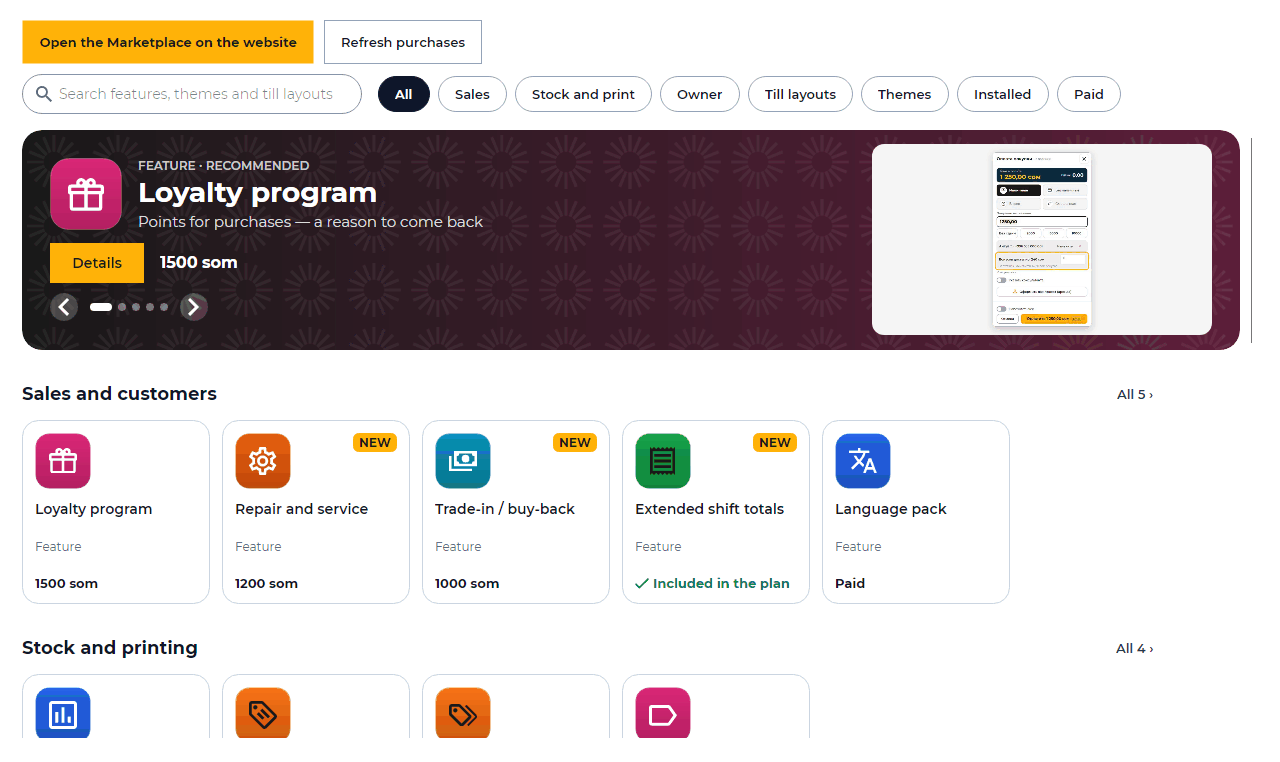 Open the Marketplace on the website
Refresh purchases
Search features, themes and till layouts
All
Sales
Stock and print
Owner
Till layouts
Themes
Installed
Paid
FEATURE · RECOMMENDED
Loyalty program
Points for purchases — a reason to come back
Details
1500 som
Sales and customers
All 5 ›
Loyalty program
Feature
1500 som
NEW
Repair and service
Feature
1200 som
NEW
Trade-in / buy-back
Feature
1000 som
NEW
Extended shift totals
Feature
Included in the plan
Language pack
Feature
Paid
Stock and printing
All 4 ›